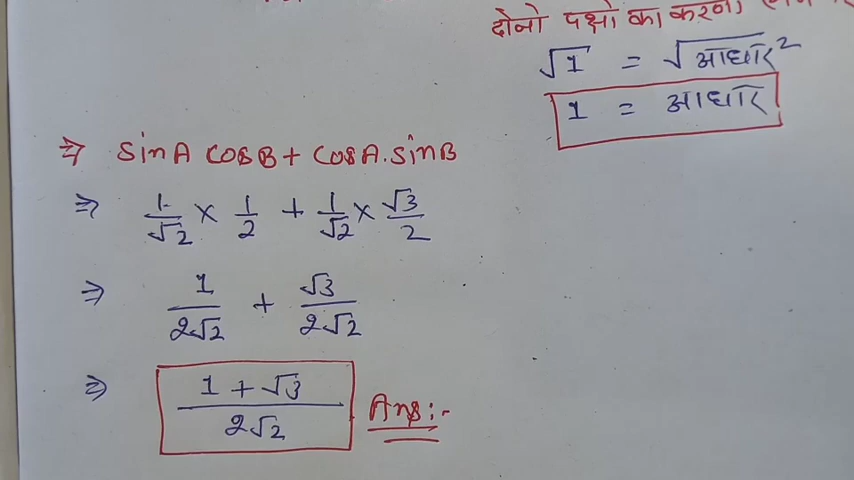 दोनो पक्षो का करणी
√1 = √आधार²
1 = आधार
⇒ sinA cosB + cosA.sinB
⇒ 1/√2 × 1/2 + 1/√2 × √3/2
⇒ 1/2√2 + √3/2√2
⇒ 1+√3/2√2 Ans:-